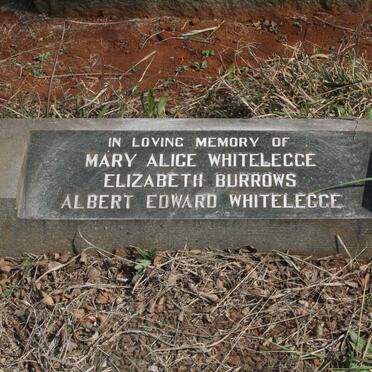 IN LOVING MEMORY OF
MARY ALICE WHITELEGGE
ELIZABETH BURROWS
ALBERT EDWARD WHITELEGGE